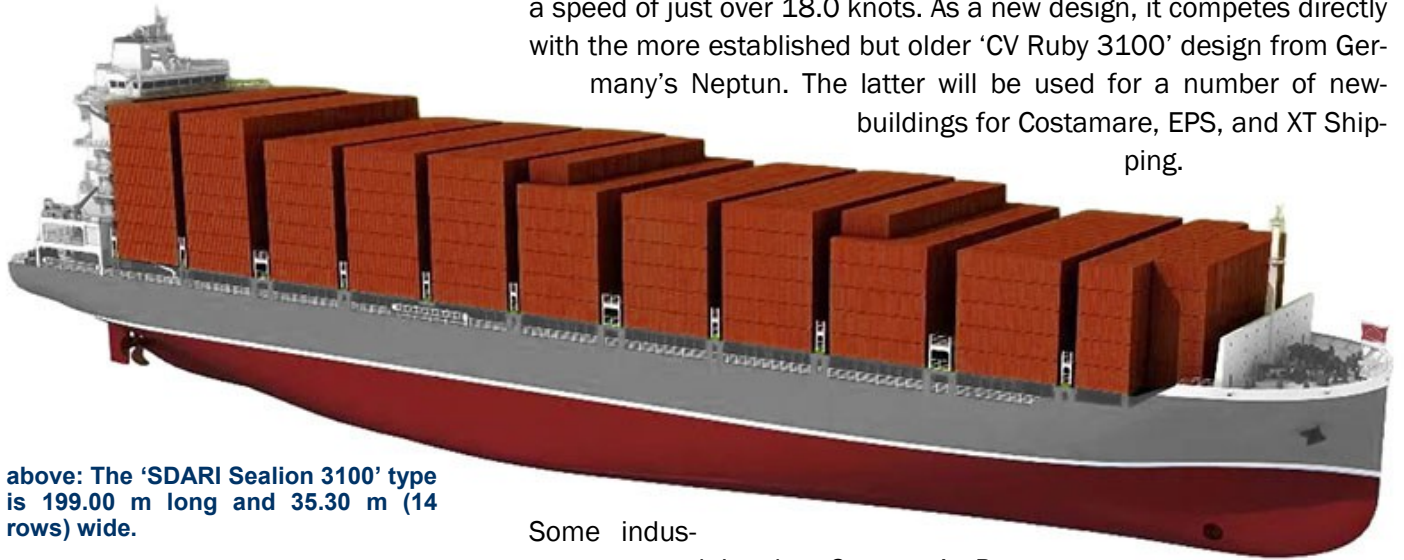 a speed of just over 18.0 knots. As a new design, it competes directly
with the more established but older ‘CV Ruby 3100’ design from Ger-
many’s Neptun. The latter will be used for a number of new-
buildings for Costamare, EPS, and XT Ship-
ping.
above: The ‘SDARI Sealion 3100’ type
is 199.00 m long and 35.30 m (14
rows) wide.
Some indus-